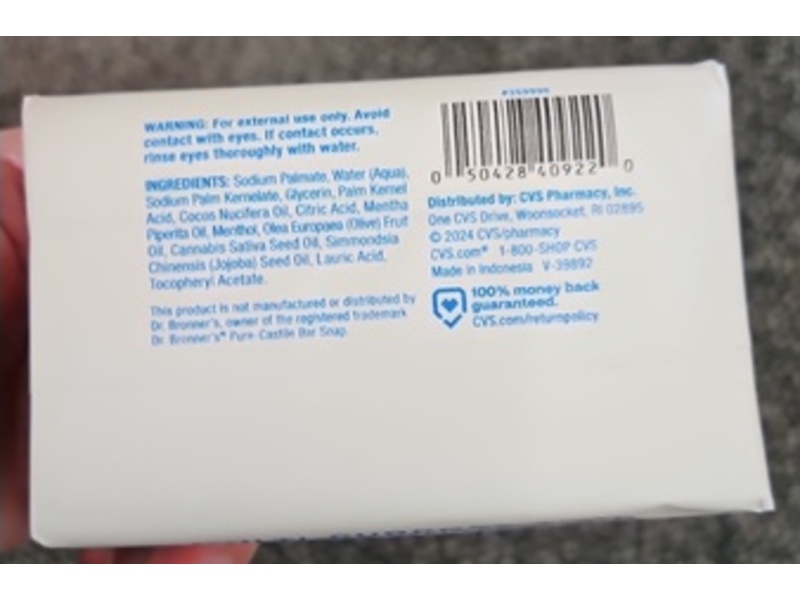 WARNING: For external use only. Avoid
contact with eyes. If contact occurs,
rinse eyes thoroughly with water.
INGREDIENTS: Sodium Palmate, Water (Aqua),
Sodium Palm Kernelate, Glycerin, Palm Kernel
Acid, Cocos Nucifera Oil, Citric Acid, Mentha
Piperita Oil, Menthol, Olea Europaea (Olive) Fruit
Oil, Cannabis Sativa Seed Oil, Simmondsia
Chinensis (Jojoba) Seed Oil, Lauric Acid,
Tocopheryl Acetate.
This product is not manufactured or distributed by
Dr. Bronner's, owner of the registered trademark
Dr. Bronner's® Pure-Castile Bar Soap.
0 50428 40922 0
Distributed by: CVS Pharmacy, Inc.
One CVS Drive, Woonsocket, RI 02895
© 2024 CVS/pharmacy
CVS.com® 1-800-SHOP CVS
Made in Indonesia V-39892
100% money back
guaranteed.
CVS.com/returnpolicy